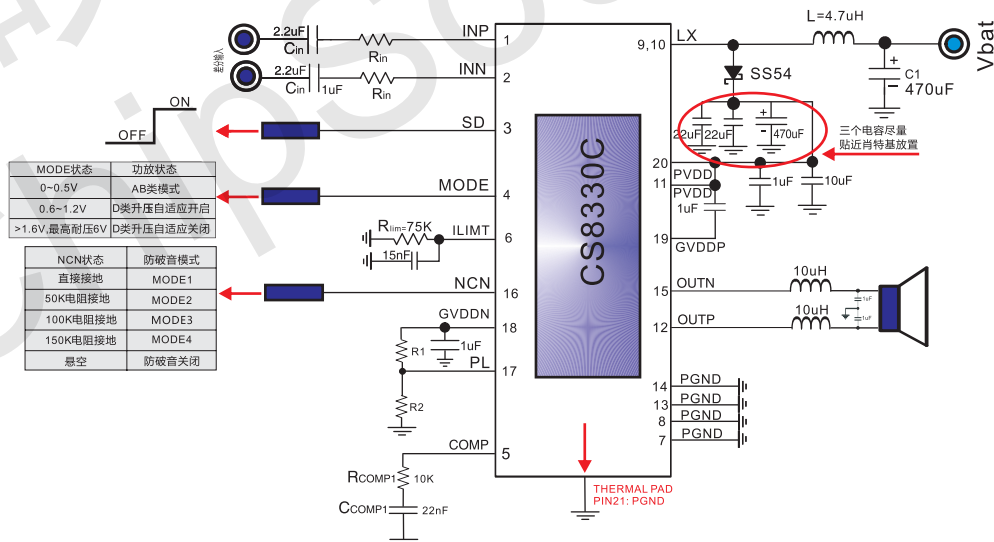 2.2uF
Cin
Rin
INP
1
差分输入
2.2uF
Cin
1uF
Rin
INN
2
ON
OFF
SD
3
MODE状态 功放状态
0~0.5V AB类模式
0.6~1.2V D类升压自适应开启
>1.6V,最高耐压6V D类升压自适应关闭
MODE
4
Rlim=75K
15nF
ILIMT
6
NCN状态 防破音模式
直接接地 MODE1
50K电阻接地 MODE2
100K电阻接地 MODE3
150K电阻接地 MODE4
悬空 防破音关闭
NCN
16
GVDDN
18
1uF
R1
PL
17
R2
COMP
5
RCOMP1 10K
CCOMP1 22nF
CS8330C
THERMAL PAD
PIN21: PGND
9,10
LX
L=4.7uH
Vbat
+
C1
470uF
SS54
22uF
22uF
+
470uF
三个电容尽量
贴近肖特基放置
20
PVDD
11
PVDD
1uF
1uF
10uF
19
GVDDP
15
OUTN
10uH
1uF
1uF
12
OUTP
10uH
14
PGND
13
PGND
8
PGND
7
PGND